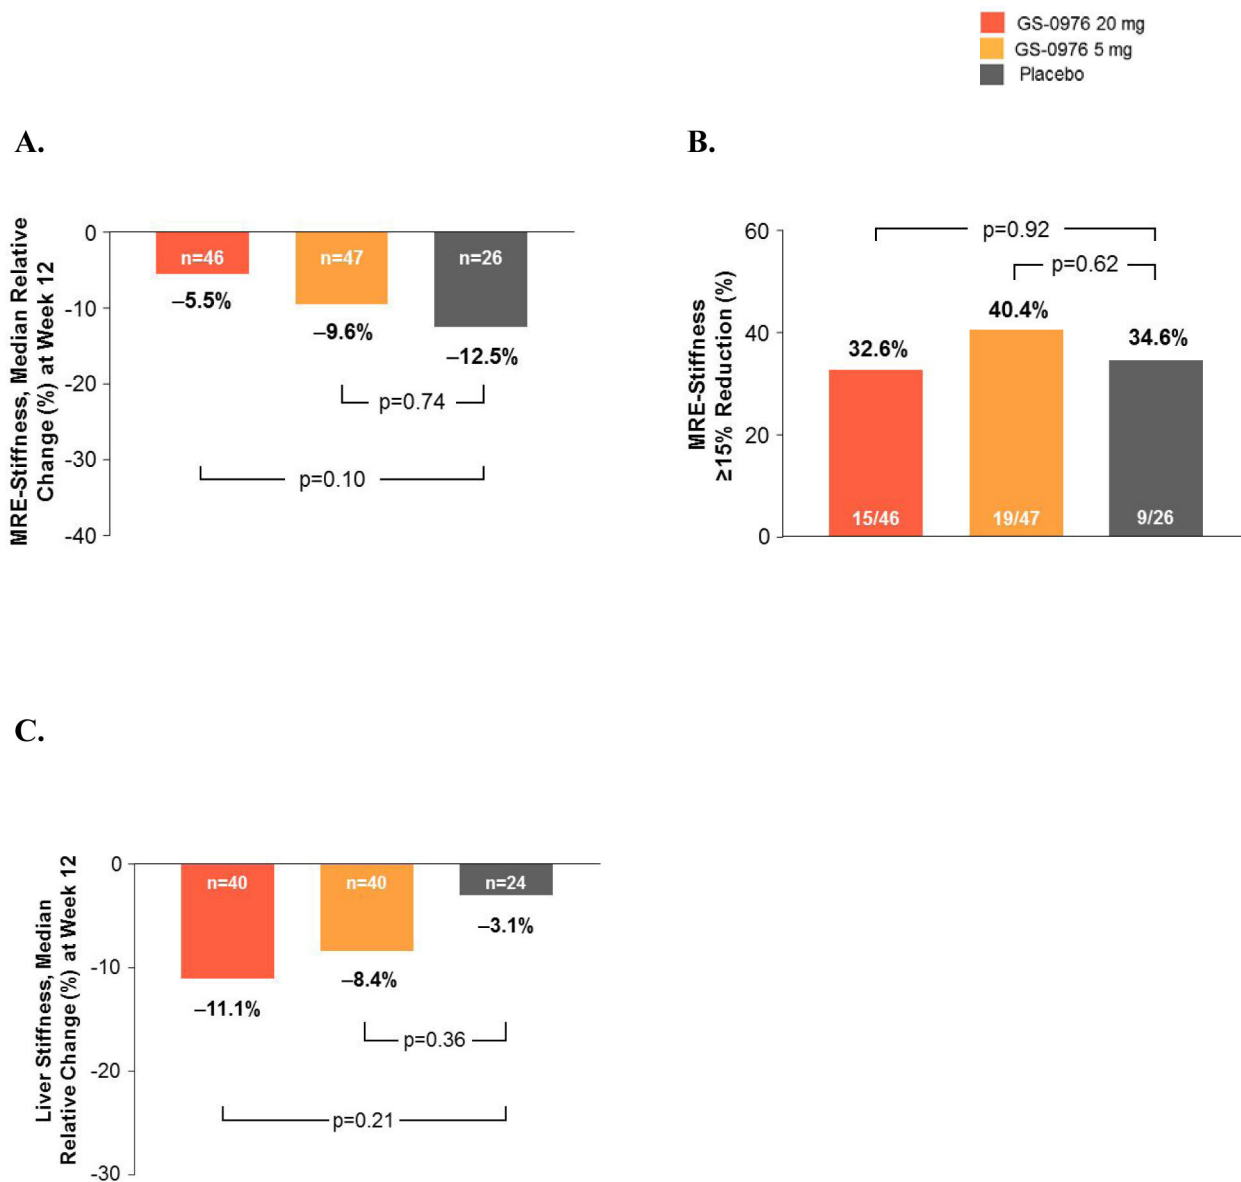 GS-0976 20 mg
GS-0976 5 mg
Placebo
A.
MRE-Stiffness, Median Relative
Change (%) at Week 12
0
-10
-20
-30
-40
n=46
n=47
n=26
–5.5%
–9.6%
–12.5%
p=0.74
p=0.10
B.
MRE-Stiffness
≥15% Reduction (%)
60
40
20
0
p=0.92
p=0.62
32.6%
40.4%
34.6%
15/46
19/47
9/26
C.
Liver Stiffness, Median
Relative Change (%) at Week 12
0
-10
-20
-30
n=40
n=40
n=24
–11.1%
–8.4%
–3.1%
p=0.36
p=0.21